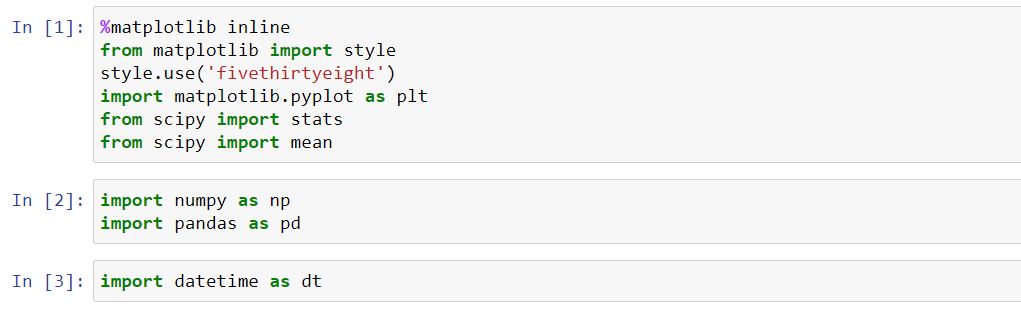 In [1]: %matplotlib inline
from matplotlib import style
style.use('fivethirtyeight')
import matplotlib.pyplot as plt
from scipy import stats
from scipy import mean
In [2]: import numpy as np
import pandas as pd
In [3]: import datetime as dt